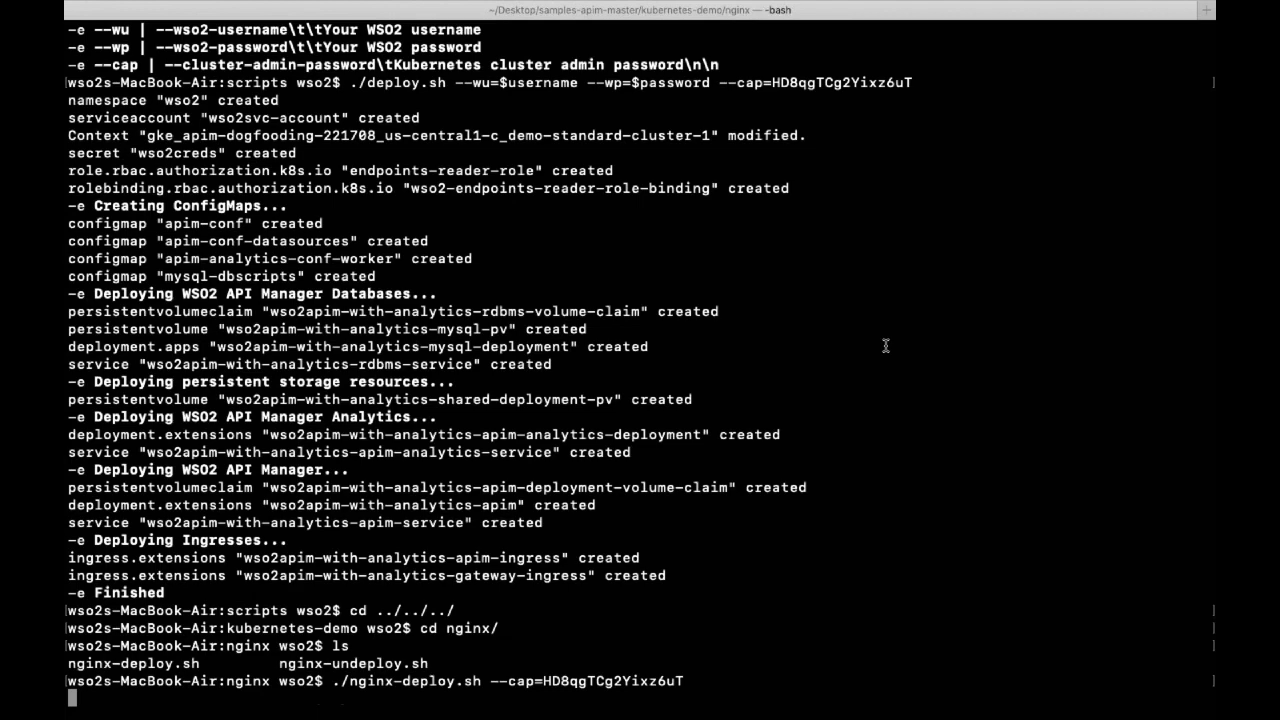 ~/Desktop/samples-apim-master/kubernetes-demo/nginx — -bash
-e --wu | --wso2-username\t\tYour WSO2 username
-e --wp | --wso2-password\t\tYour WSO2 password
-e --cap | --cluster-admin-password\tKubernetes cluster admin password\n\n
wso2s-MacBook-Air:scripts wso2$ ./deploy.sh --wu=$username --wp=$password --cap=HD8qgTCg2Yixz6uT
namespace "wso2" created
serviceaccount "wso2svc-account" created
Context "gke_apim-dogfooding-221708_us-central1-c_demo-standard-cluster-1" modified.
secret "wso2creds" created
role.rbac.authorization.k8s.io "endpoints-reader-role" created
rolebinding.rbac.authorization.k8s.io "wso2-endpoints-reader-role-binding" created
-e Creating ConfigMaps...
configmap "apim-conf" created
configmap "apim-conf-datasources" created
configmap "apim-analytics-conf-worker" created
configmap "mysql-dbscripts" created
-e Deploying WSO2 API Manager Databases...
persistentvolumeclaim "wso2apim-with-analytics-rdbms-volume-claim" created
persistentvolume "wso2apim-with-analytics-mysql-pv" created
deployment.apps "wso2apim-with-analytics-mysql-deployment" created
service "wso2apim-with-analytics-rdbms-service" created
-e Deploying persistent storage resources...
persistentvolume "wso2apim-with-analytics-shared-deployment-pv" created
-e Deploying WSO2 API Manager Analytics...
deployment.extensions "wso2apim-with-analytics-apim-analytics-deployment" created
service "wso2apim-with-analytics-apim-analytics-service" created
-e Deploying WSO2 API Manager...
persistentvolumeclaim "wso2apim-with-analytics-apim-deployment-volume-claim" created
deployment.extensions "wso2apim-with-analytics-apim" created
service "wso2apim-with-analytics-apim-service" created
-e Deploying Ingresses...
ingress.extensions "wso2apim-with-analytics-apim-ingress" created
ingress.extensions "wso2apim-with-analytics-gateway-ingress" created
-e Finished
wso2s-MacBook-Air:scripts wso2$ cd ../../../
wso2s-MacBook-Air:kubernetes-demo wso2$ cd nginx/
wso2s-MacBook-Air:nginx wso2$ ls
nginx-deploy.sh nginx-undeploy.sh
wso2s-MacBook-Air:nginx wso2$ ./nginx-deploy.sh --cap=HD8qgTCg2Yixz6uT